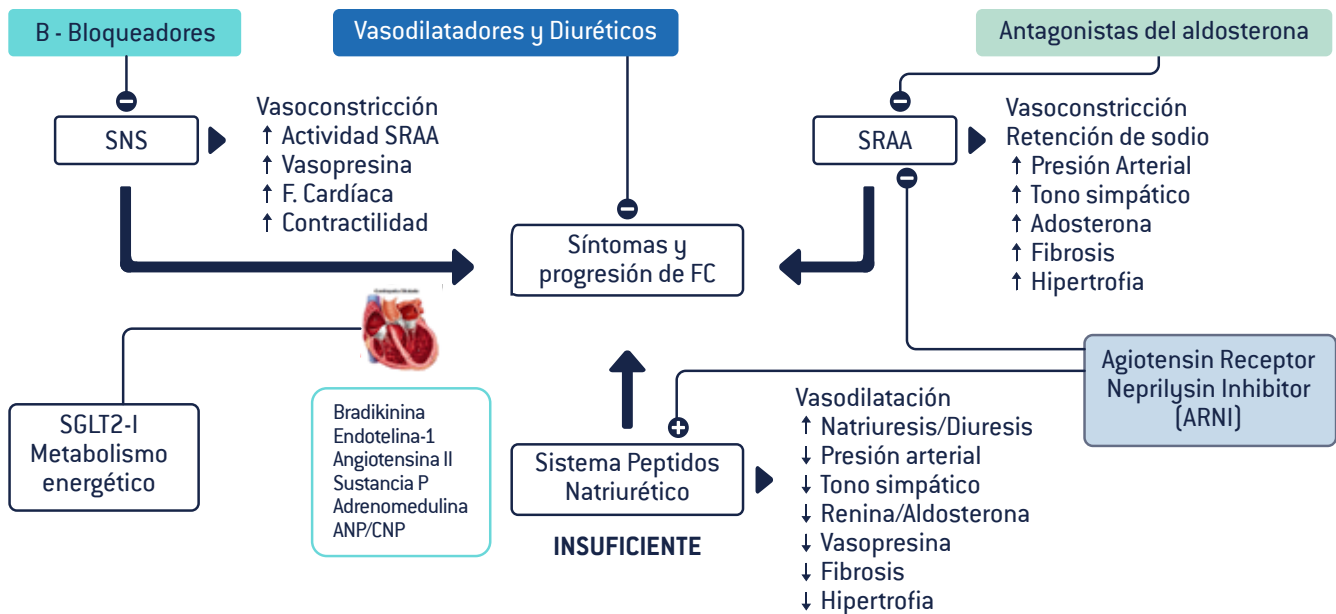 B - Bloqueadores
Vasodilatadores y Diuréticos
Antagonistas del aldosterona
SNS
Vasoconstricción
↑ Actividad SRAA
↑ Vasopresina
↑ F. Cardíaca
↑ Contractilidad
Síntomas y
progresión de FC
SRAA
Vasoconstricción
Retención de sodio
↑ Presión Arterial
↑ Tono simpático
↑ Adosterona
↑ Fibrosis
↑ Hipertrofia
SGLT2-I
Metabolismo
energético
Bradikinina
Endotelina-1
Angiotensina II
Sustancia P
Adrenomedulina
ANP/CNP
Sistema Peptidos
Natriurético
INSUFICIENTE
Vasodilatación
↑ Natriuresis/Diuresis
↓ Presión arterial
↓ Tono simpático
↓ Renina/Aldosterona
↓ Vasopresina
↓ Fibrosis
↓ Hipertrofia
Agiotensin Receptor
Neprilysin Inhibitor
(ARNI)